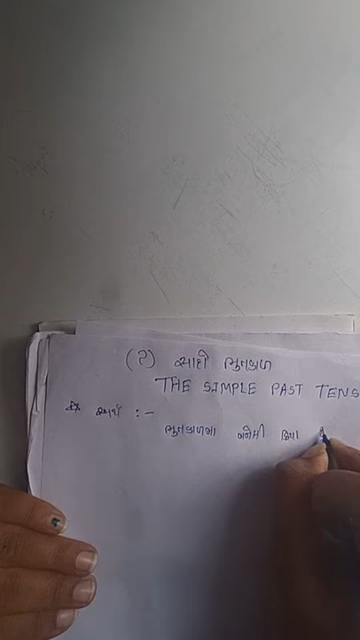 (૨) સાદો ભૂતકાળ
THE SIMPLE PAST TENS
* અર્થ :-
ભૂતકાળમાં બનેલી ક્રિયા